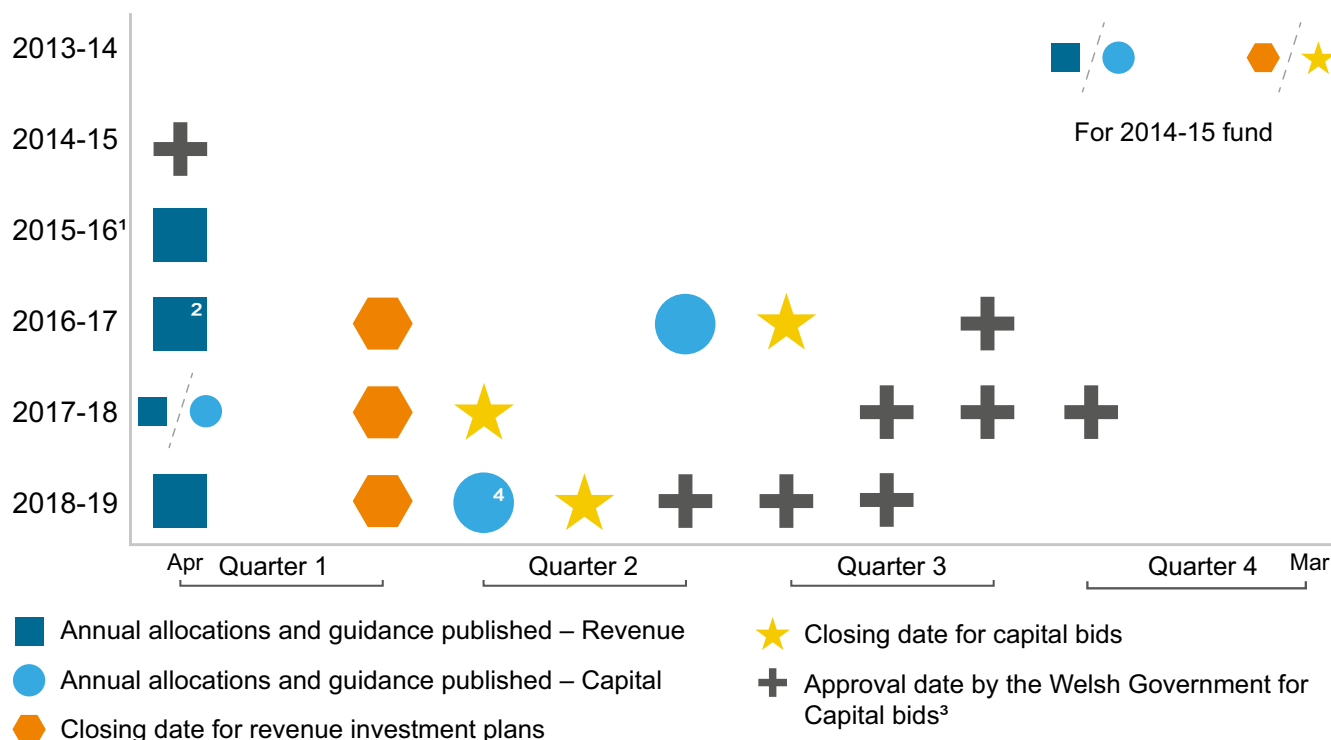 2013-14
For 2014-15 fund
2014-15
2015-16¹
2016-17
2
2017-18
2018-19
4
Apr Quarter 1 Quarter 2 Quarter 3 Quarter 4 Mar
Annual allocations and guidance published – Revenue
Annual allocations and guidance published – Capital
Closing date for revenue investment plans
Closing date for capital bids
Approval date by the Welsh Government for
Capital bids³